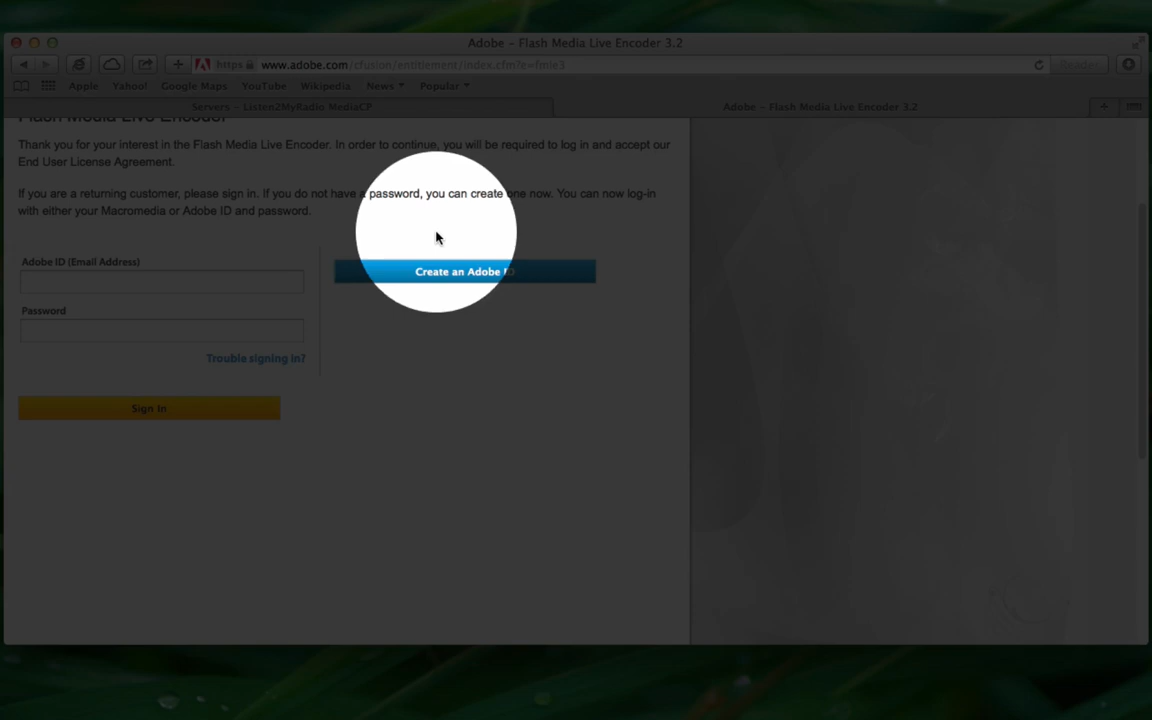 Adobe – Flash Media Live Encoder 3.2
https www.adobe.com/cfusion/entitlement/index.cfm?e=fmle3
Reader
Apple Yahoo! Google Maps YouTube Wikipedia News Popular
Servers – Listen2MyRadio MediaCP
Adobe – Flash Media Live Encoder 3.2
Flash Media Live Encoder
Thank you for your interest in the Flash Media Live Encoder. In order to continue, you will be required to log in and accept our
End User License Agreement.
If you are a returning customer, please sign in. If you do not have a password, you can create one now. You can now log-in
with either your Macromedia or Adobe ID and password.
Adobe ID (Email Address)
Create an Adobe ID
Password
Trouble signing in?
Sign In